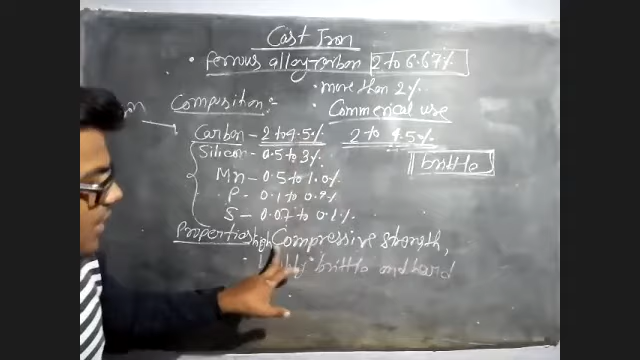 Cast Iron
• Ferrous alloy-carbon 2 to 6.67%
• more than 2%
Composition:-
• Commerical use
Carbon - 2 to 4.5%
2 to 4.5%
Silicon - 0.5 to 3%
brittle
Mn - 0.5 to 1.0%
P - 0.1 to 0.9%
S - 0.07 to 0.1%
Properties high Compressive strength,
brittle and hard